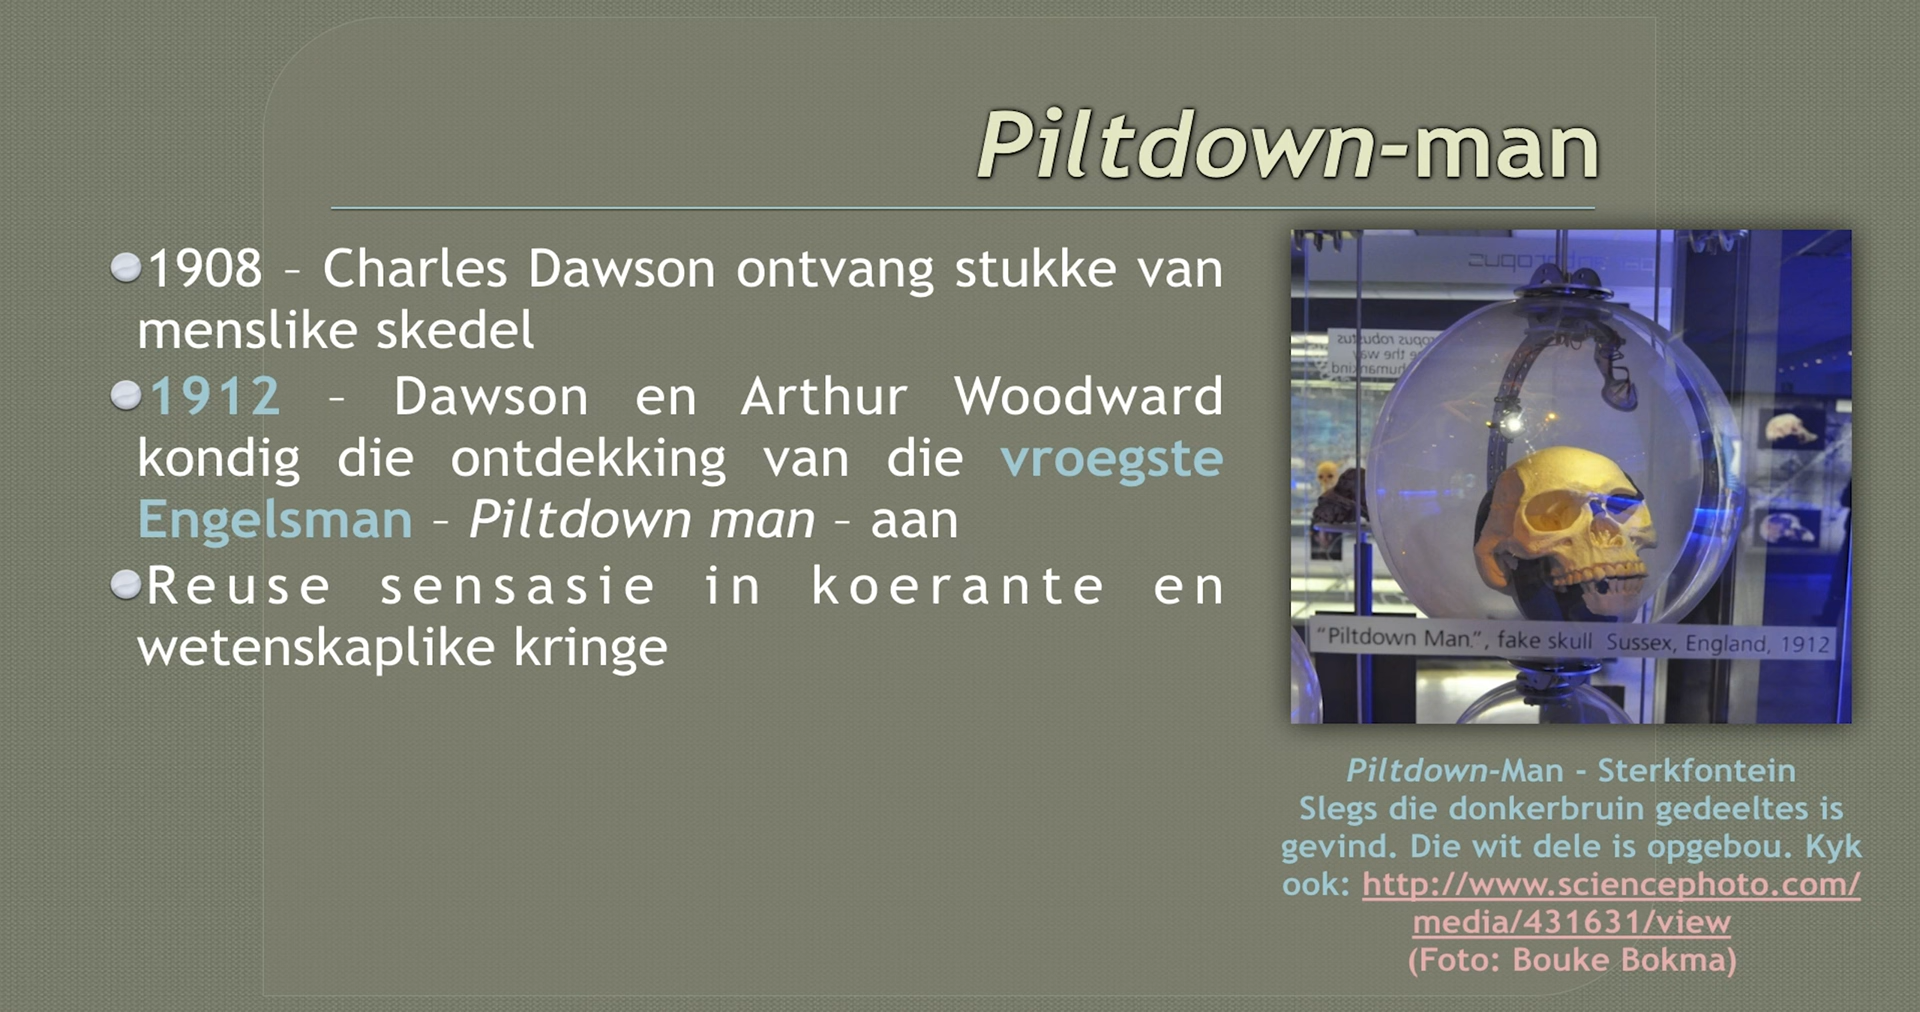 Piltdown-man
1908 – Charles Dawson ontvang stukke van
menslike skedel
1912 – Dawson en Arthur Woodward
kondig die ontdekking van die vroegste
Engelsman – Piltdown man – aan
Reuse sensasie in koerante en
wetenskaplike kringe
"Piltdown Man.", fake skull Sussex, England, 1912
Piltdown-Man - Sterkfontein
Slegs die donkerbruin gedeeltes is
gevind. Die wit dele is opgebou. Kyk
ook: http://www.sciencephoto.com/
media/431631/view
(Foto: Bouke Bokma)